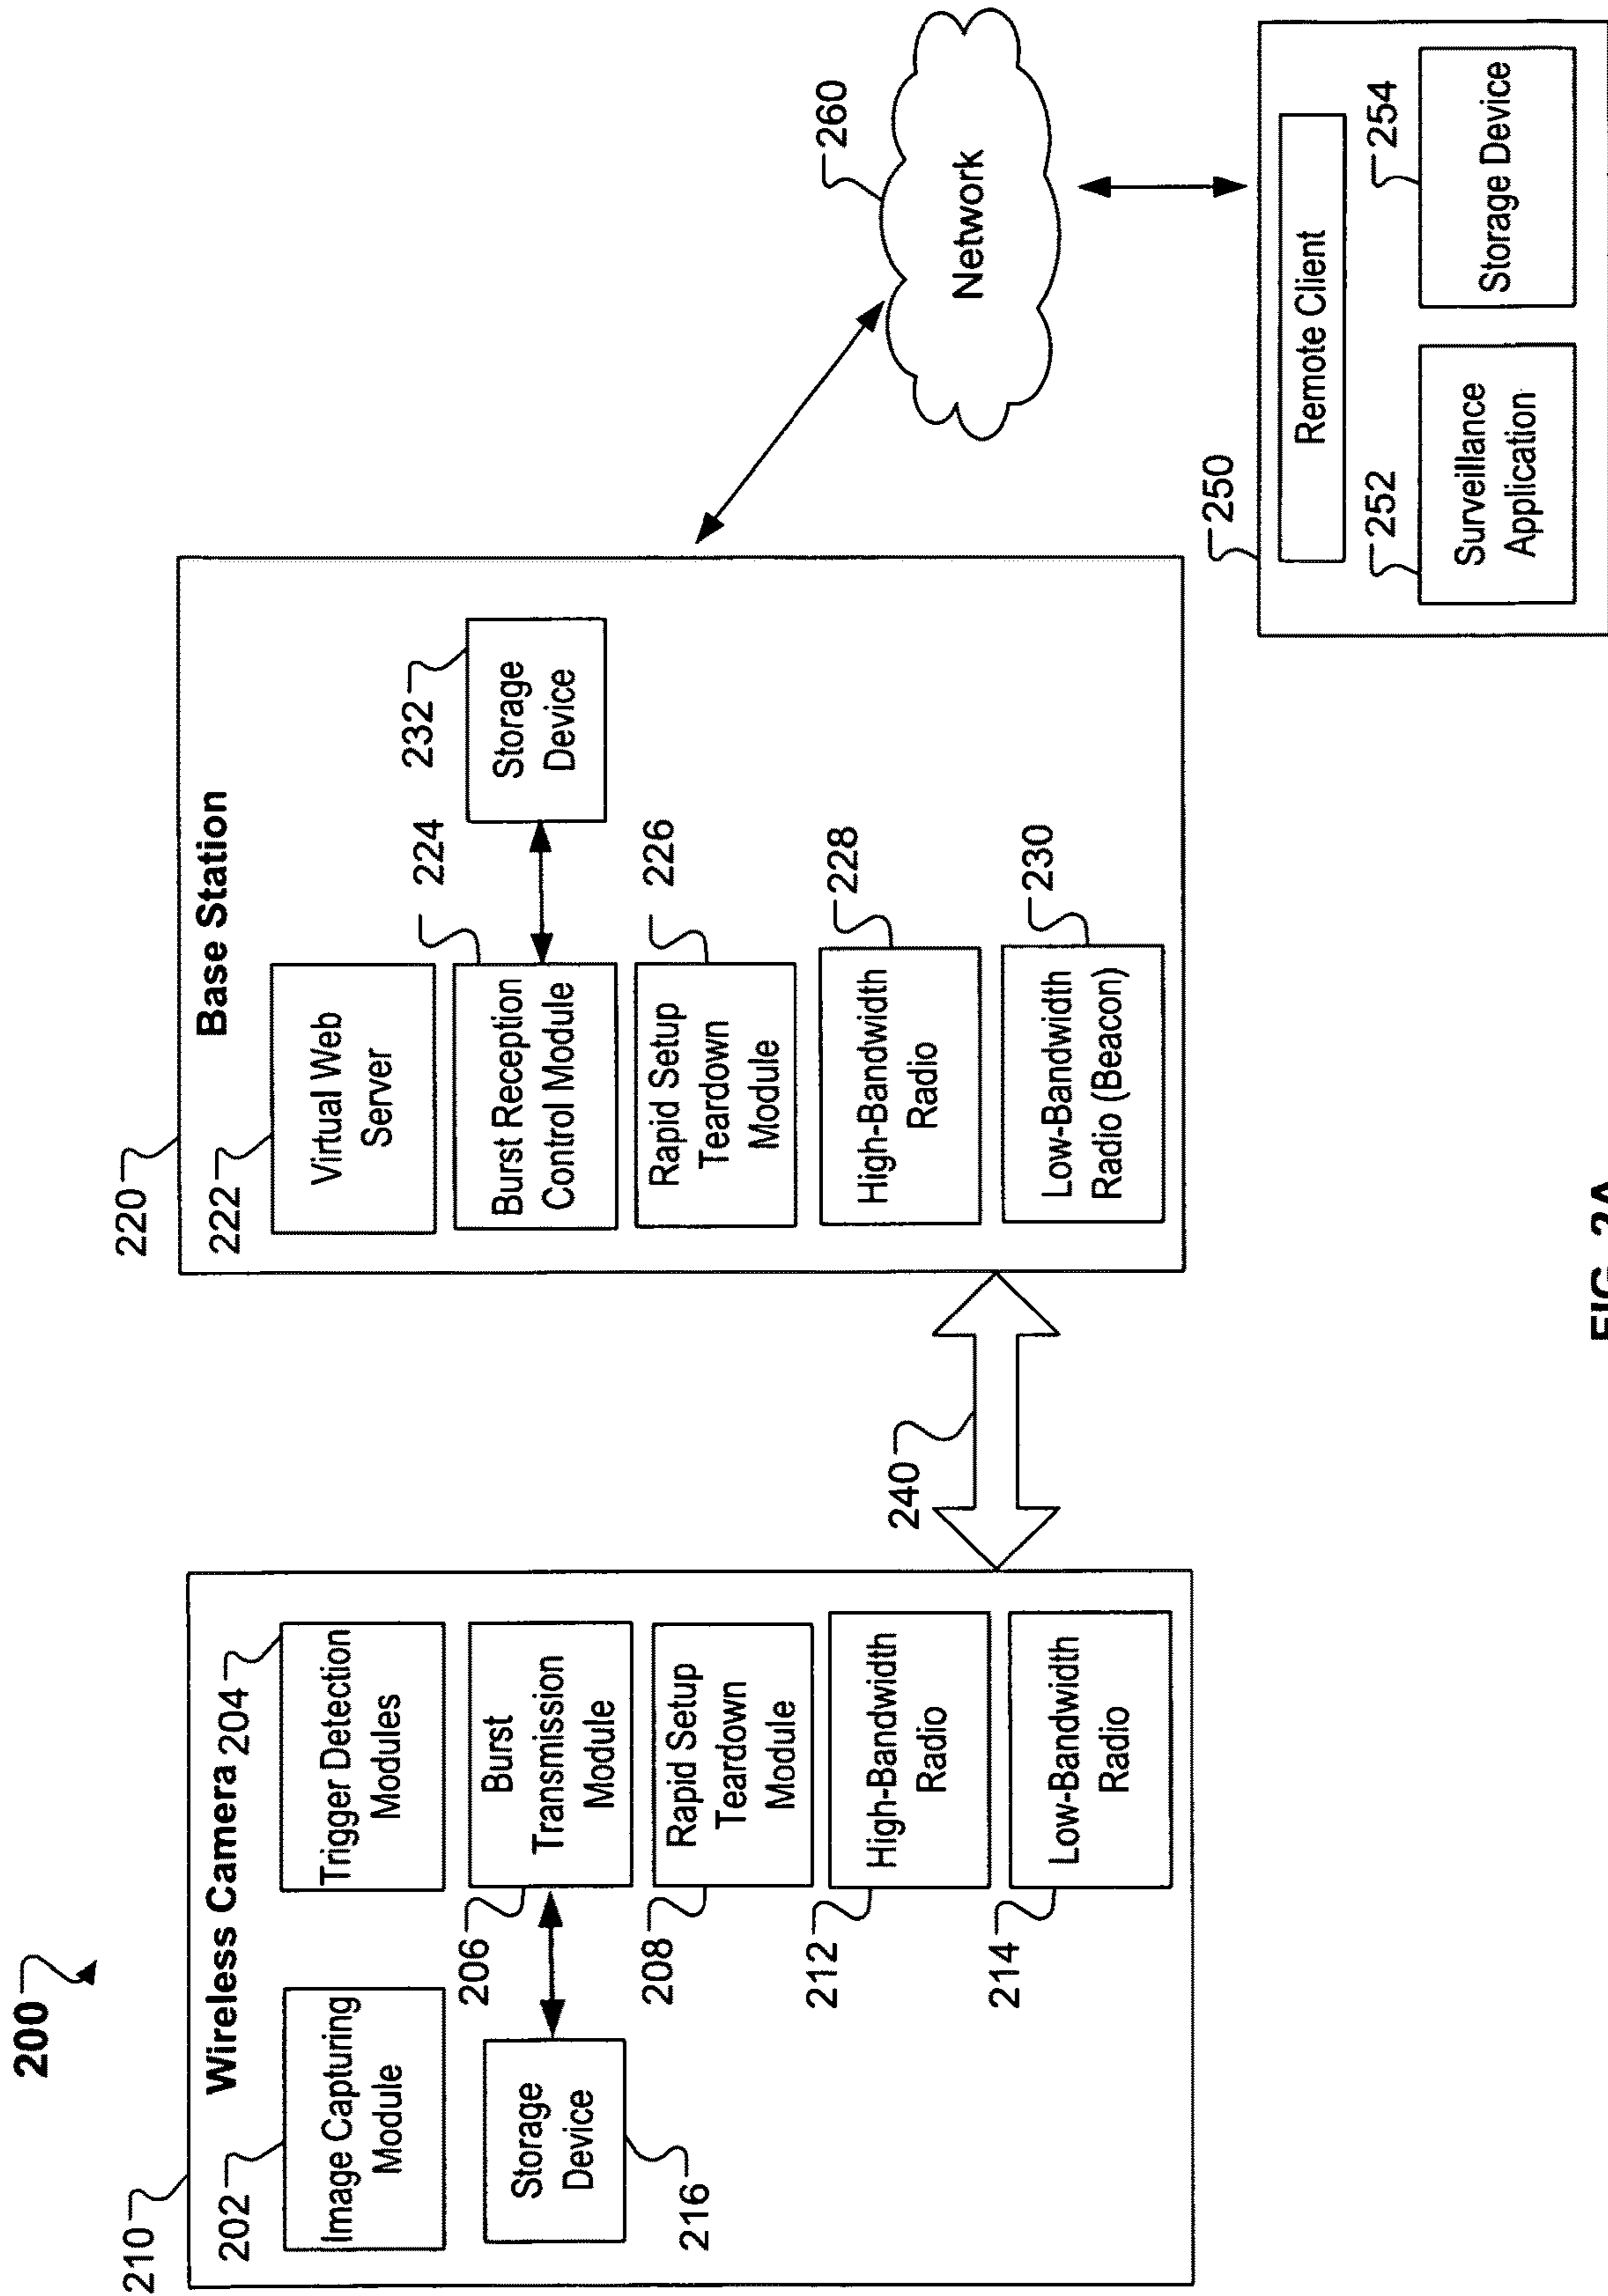 200
210
Wireless Camera
202
Image Capturing
Module
204
Trigger Detection
Modules
216
Storage
Device
206
Burst
Transmission
Module
208
Rapid Setup
Teardown
Module
212
High-Bandwidth
Radio
214
Low-Bandwidth
Radio
240
220
Base Station
222
Virtual Web
Server
224
Burst Reception
Control Module
232
Storage
Device
226
Rapid Setup
Teardown
Module
228
High-Bandwidth
Radio
230
Low-Bandwidth
Radio (Beacon)
260
Network
250
Remote Client
252
Surveillance
Application
254
Storage Device
FIG. 2A